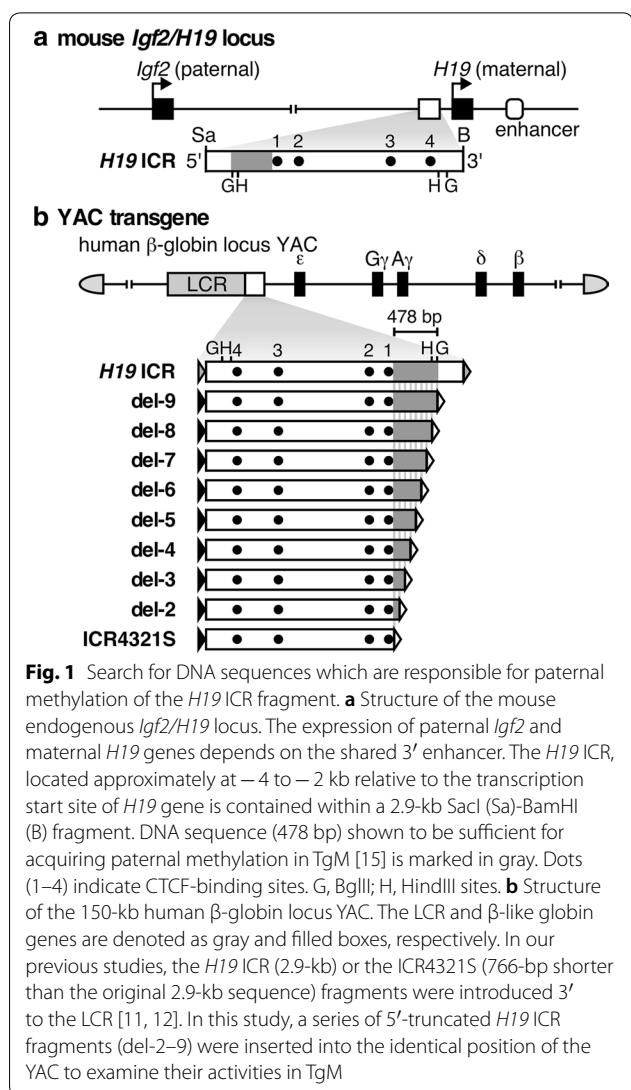 a mouse Igf2/H19 locus
Igf2 (paternal)
H19 (maternal)
enhancer
Sa 1 2 3 4 B
H19 ICR 5′ 3′
GH H G
b YAC transgene
human β-globin locus YAC
ε Gγ Aγ δ β
LCR
478 bp
GH4 3 2 1 HG
H19 ICR
del-9
del-8
del-7
del-6
del-5
del-4
del-3
del-2
ICR4321S
Fig. 1 Search for DNA sequences which are responsible for paternal
methylation of the H19 ICR fragment. a Structure of the mouse
endogenous Igf2/H19 locus. The expression of paternal Igf2 and
maternal H19 genes depends on the shared 3′ enhancer. The H19 ICR,
located approximately at − 4 to − 2 kb relative to the transcription
start site of H19 gene is contained within a 2.9-kb SacI (Sa)-BamHI
(B) fragment. DNA sequence (478 bp) shown to be sufficient for
acquiring paternal methylation in TgM [15] is marked in gray. Dots
(1–4) indicate CTCF-binding sites. G, BglII; H, HindIII sites. b Structure
of the 150-kb human β-globin locus YAC. The LCR and β-like globin
genes are denoted as gray and filled boxes, respectively. In our
previous studies, the H19 ICR (2.9-kb) or the ICR4321S (766-bp shorter
than the original 2.9-kb sequence) fragments were introduced 3′
to the LCR [11, 12]. In this study, a series of 5′-truncated H19 ICR
fragments (del-2–9) were inserted into the identical position of the
YAC to examine their activities in TgM